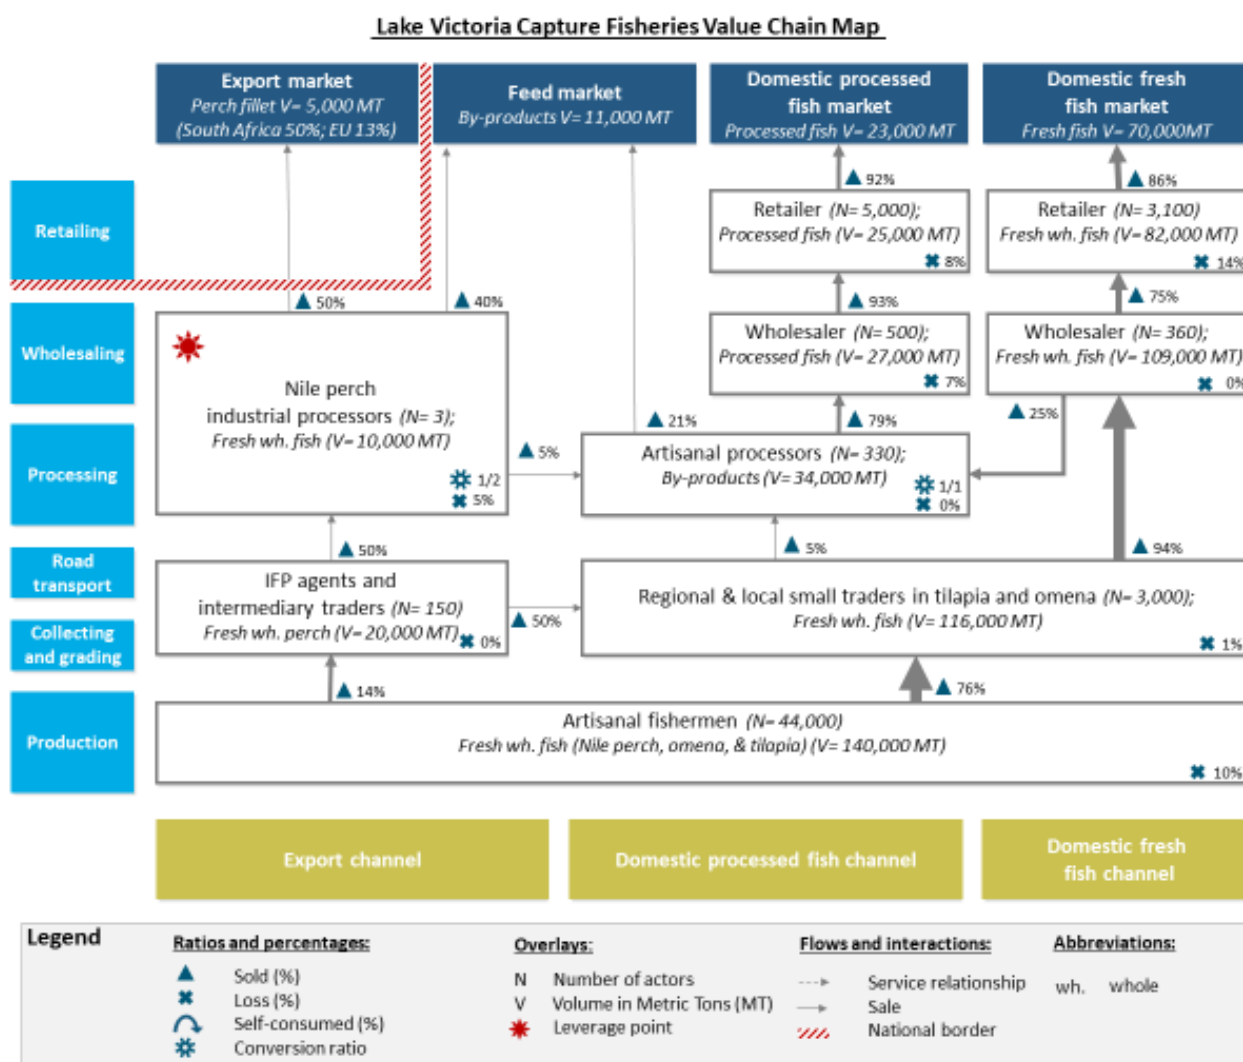 Lake Victoria Capture Fisheries Value Chain Map
Export market
Perch fillet V= 5,000 MT
(South Africa 50%; EU 13%)
Feed market
By-products V= 11,000 MT
Domestic processed
fish market
Processed fish V= 23,000 MT
Domestic fresh
fish market
Fresh fish V= 70,000MT
92%
86%
Retailing
Retailer (N= 5,000);
Processed fish (V= 25,000 MT)
8%
Retailer (N= 3,100)
Fresh wh. fish (V= 82,000 MT)
14%
50%
40%
93%
75%
Wholesaling
Nile perch
industrial processors (N= 3);
Fresh wh. fish (V= 10,000 MT)
1/2
5%
Wholesaler (N= 500);
Processed fish (V= 27,000 MT)
7%
Wholesaler (N= 360);
Fresh wh. fish (V= 109,000 MT)
0%
21%
79%
25%
Processing
5%
Artisanal processors (N= 330);
By-products (V= 34,000 MT)
1/1
0%
50%
5%
94%
Road
transport
IFP agents and
intermediary traders (N= 150)
Fresh wh. perch (V= 20,000 MT)
0%
50%
Regional & local small traders in tilapia and omena (N= 3,000);
Fresh wh. fish (V= 116,000 MT)
1%
Collecting
and grading
14%
76%
Production
Artisanal fishermen (N= 44,000)
Fresh wh. fish (Nile perch, omena, & tilapia) (V= 140,000 MT)
10%
Export channel
Domestic processed fish channel
Domestic fresh
fish channel
Legend
Ratios and percentages:
Sold (%)
Loss (%)
Self-consumed (%)
Conversion ratio
Overlays:
N Number of actors
V Volume in Metric Tons (MT)
Leverage point
Flows and interactions:
Service relationship
Sale
National border
Abbreviations:
wh. whole